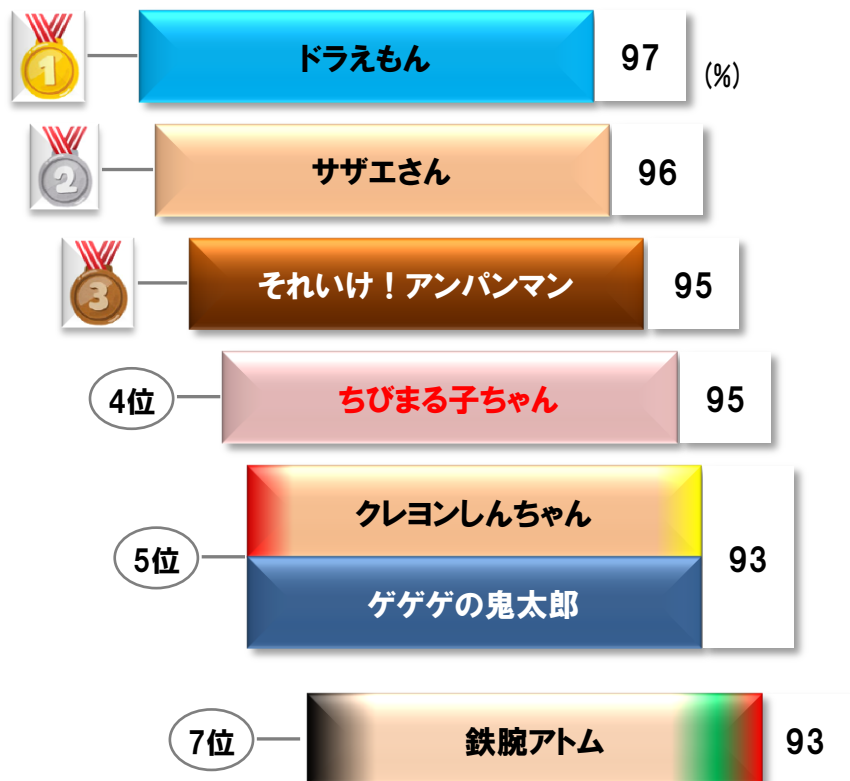 1 ドラえもん 97 (%)
2 サザエさん 96
3 それいけ！アンパンマン 95
4位 ちびまる子ちゃん 95
クレヨンしんちゃん
5位 93
ゲゲゲの鬼太郎
7位 鉄腕アトム 93